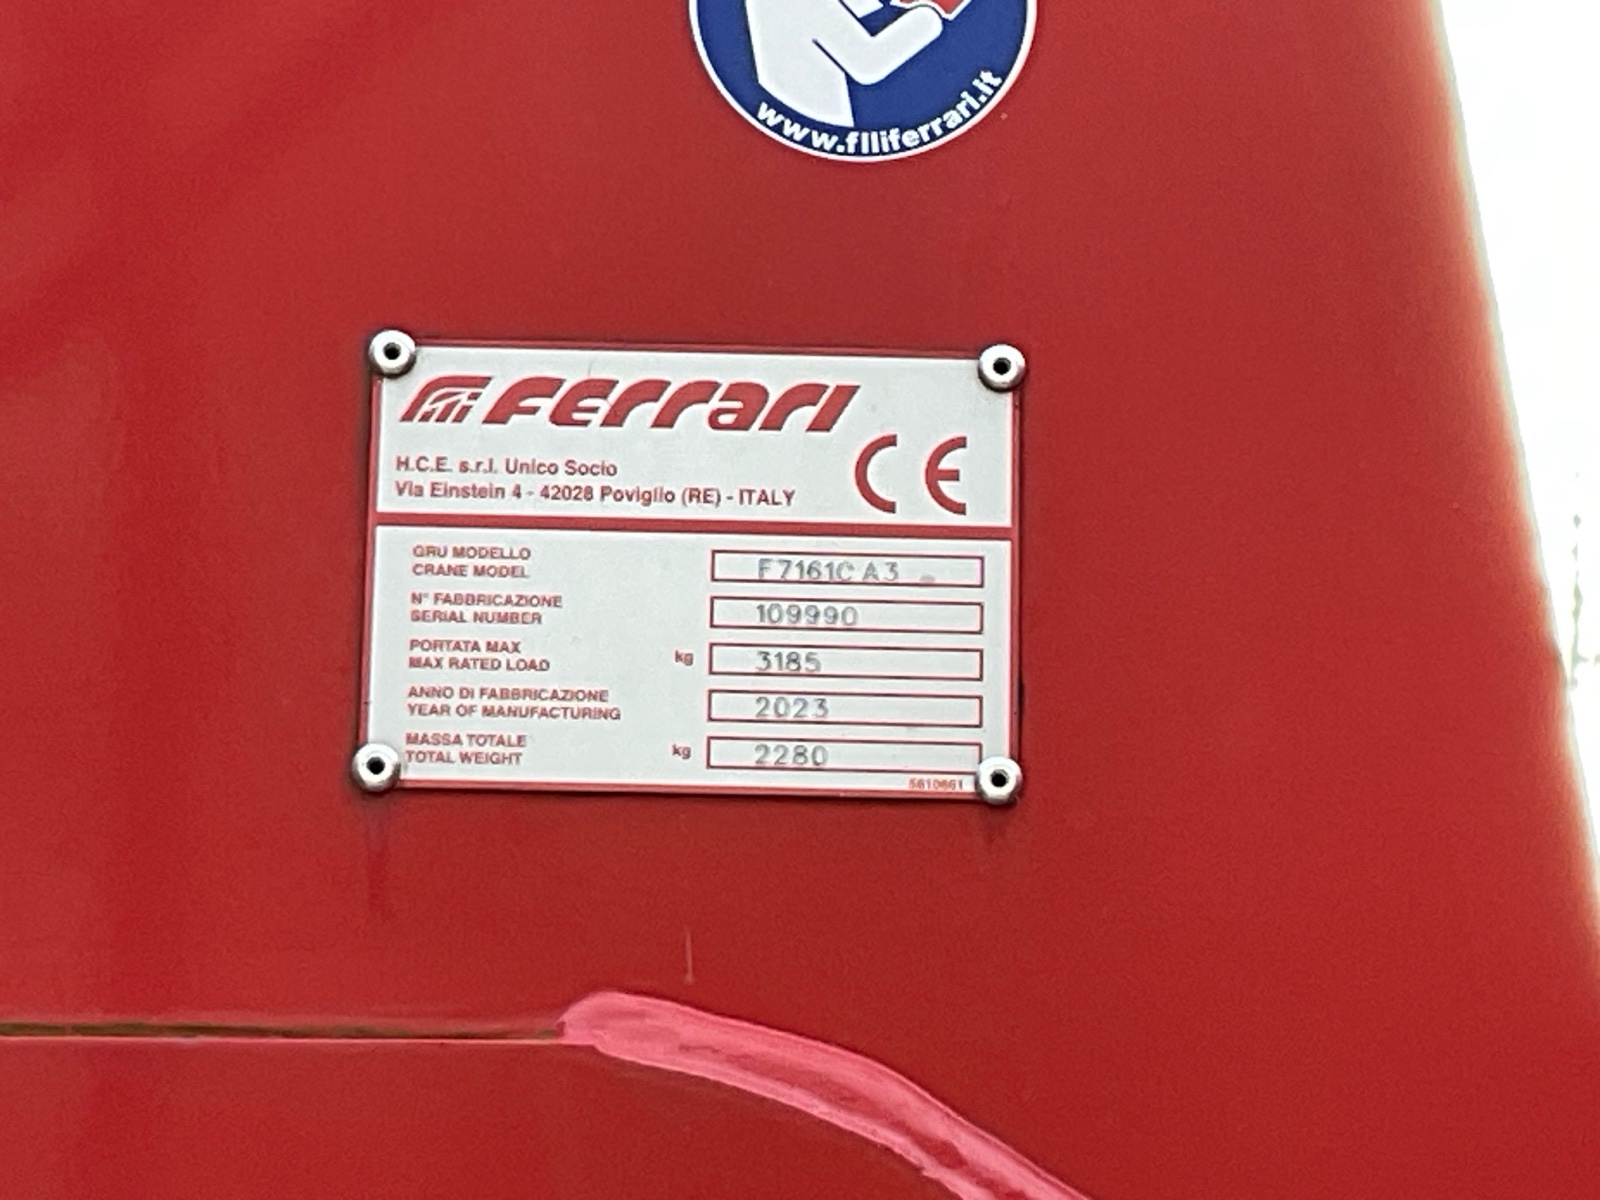 www.flliferrari.it
Ferrari
CE
H.C.E. s.r.l. Unico Socio
Via Einstein 4 - 42028 Poviglio (RE) - ITALY
GRU MODELLO
CRANE MODEL
F7161C A3
N° FABBRICAZIONE
SERIAL NUMBER
109990
PORTATA MAX
MAX RATED LOAD
kg
3185
ANNO DI FABBRICAZIONE
YEAR OF MANUFACTURING
2023
MASSA TOTALE
TOTAL WEIGHT
kg
2280
5610661